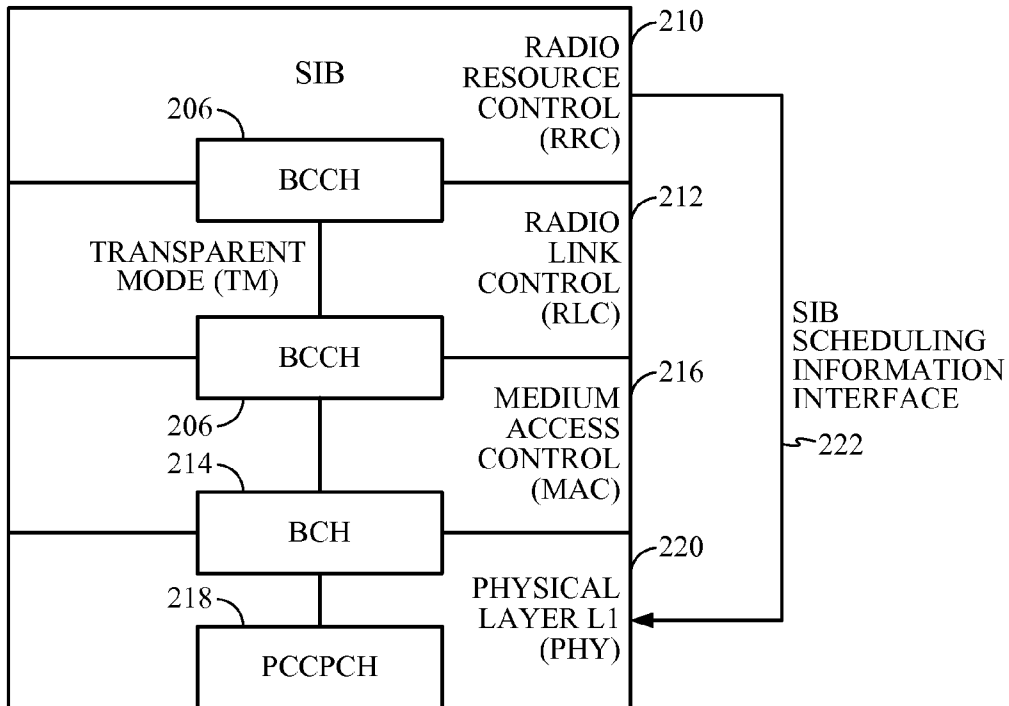 210
SIB
RADIO
RESOURCE
CONTROL
(RRC)
206
BCCH
212
TRANSPARENT
MODE (TM)
RADIO
LINK
CONTROL
(RLC)
SIB
SCHEDULING
INFORMATION
INTERFACE
222
BCCH
206
216
MEDIUM
ACCESS
CONTROL
(MAC)
214
BCH
220
PHYSICAL
LAYER L1
(PHY)
218
PCCPCH